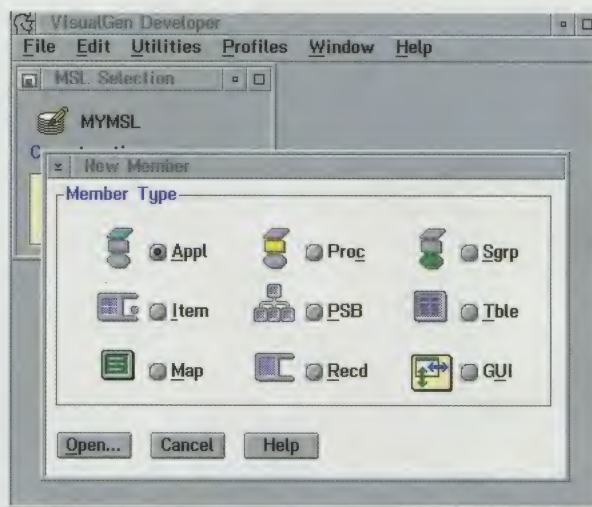 VisualGen Developer
File Edit Utilities Profiles Window Help
MSL Selection
MYMSL
New Member
Member Type
Appl Proc Sgrp
Item PSB Tble
Map Recd GUI
Open... Cancel Help